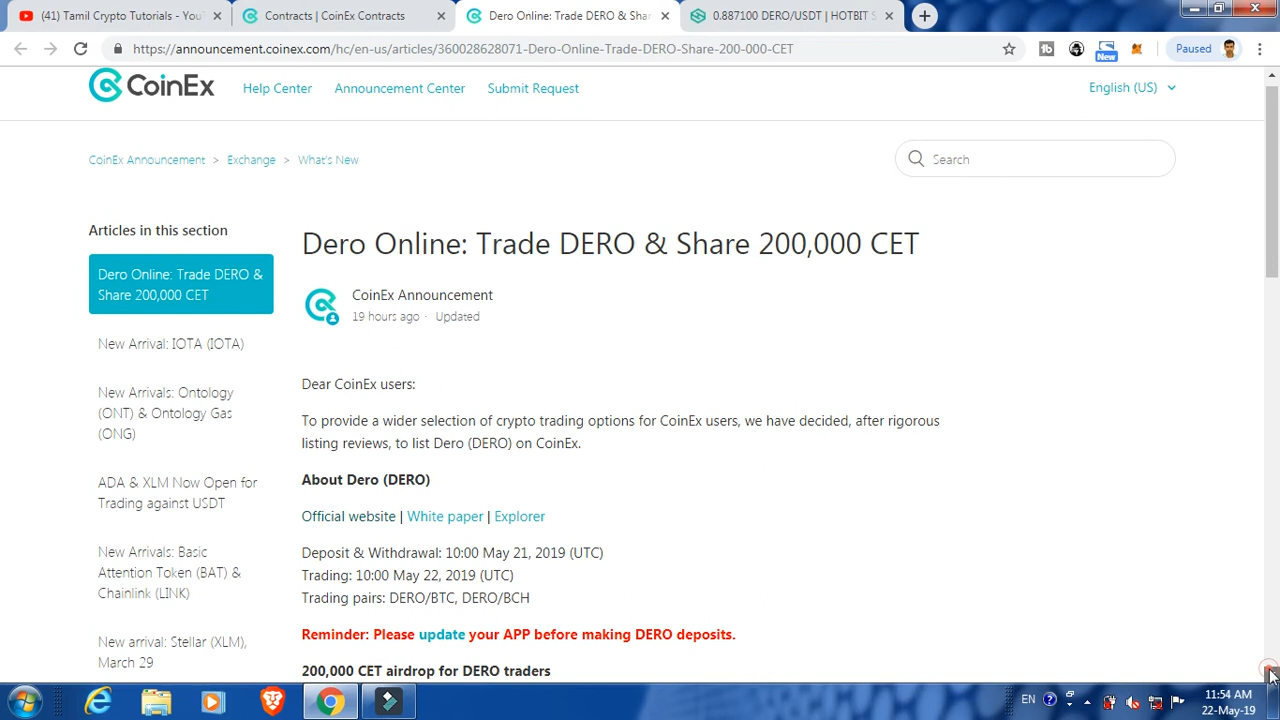 (41) Tamil Crypto Tutorials - You
Contracts | CoinEx Contracts
Dero Online: Trade DERO & Sha
0.887100 DERO/USDT | HOTBIT S
https://announcement.coinex.com/hc/en-us/articles/360028628071-Dero-Online-Trade-DERO-Share-200-000-CET
New
Paused
CoinEx
Help Center
Announcement Center
Submit Request
English (US)
CoinEx Announcement > Exchange > What's New
Search
Articles in this section
Dero Online: Trade DERO &
Share 200,000 CET
New Arrival: IOTA (IOTA)
New Arrivals: Ontology
(ONT) & Ontology Gas
(ONG)
ADA & XLM Now Open for
Trading against USDT
New Arrivals: Basic
Attention Token (BAT) &
Chainlink (LINK)
New arrival: Stellar (XLM),
March 29
Dero Online: Trade DERO & Share 200,000 CET
CoinEx Announcement
19 hours ago · Updated
Dear CoinEx users:
To provide a wider selection of crypto trading options for CoinEx users, we have decided, after rigorous
listing reviews, to list Dero (DERO) on CoinEx.
About Dero (DERO)
Official website | White paper | Explorer
Deposit & Withdrawal: 10:00 May 21, 2019 (UTC)
Trading: 10:00 May 22, 2019 (UTC)
Trading pairs: DERO/BTC, DERO/BCH
Reminder: Please update your APP before making DERO deposits.
200,000 CET airdrop for DERO traders
EN
11:54 AM
22-May-19